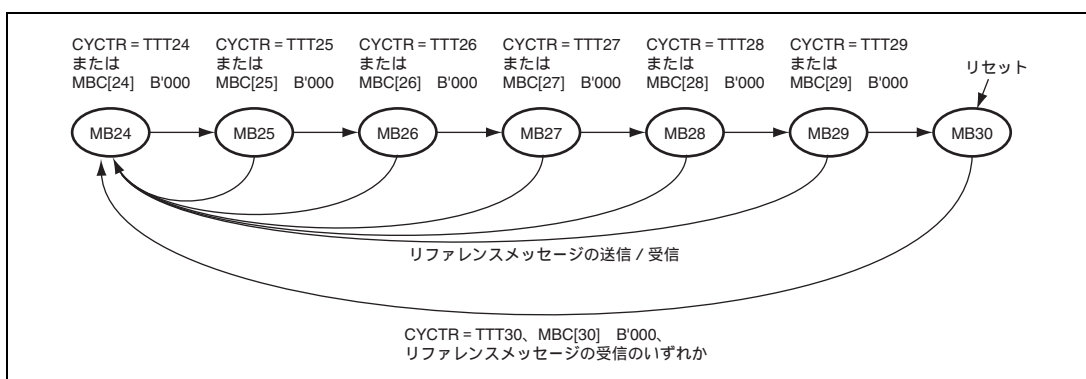 CYCTR = TTT24
または
MBC[24] B'000
CYCTR = TTT25
または
MBC[25] B'000
CYCTR = TTT26
または
MBC[26] B'000
CYCTR = TTT27
または
MBC[27] B'000
CYCTR = TTT28
または
MBC[28] B'000
CYCTR = TTT29
または
MBC[29] B'000
リセット
MB24
MB25
MB26
MB27
MB28
MB29
MB30
リファレンスメッセージの送信 / 受信
CYCTR = TTT30、MBC[30] B'000、
リファレンスメッセージの受信のいずれか